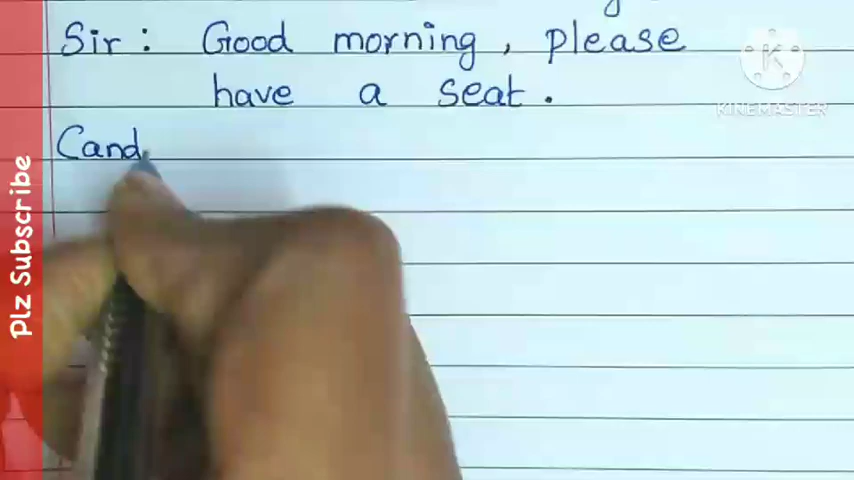 Sir : Good morning, please
have a seat.
Cand
Plz Subscribe
KINEMASTER